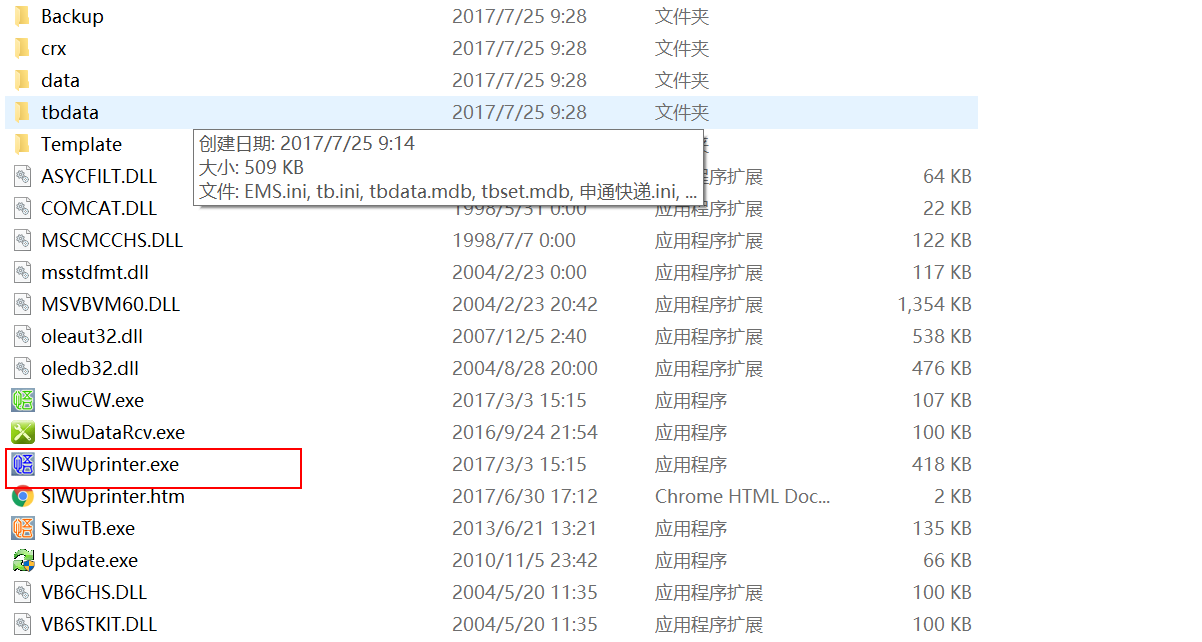 Backup 2017/7/25 9:28 文件夹
crx 2017/7/25 9:28 文件夹
data 2017/7/25 9:28 文件夹
tbdata 2017/7/25 9:28 文件夹
Template
创建日期: 2017/7/25 9:14
大小: 509 KB
文件: EMS.ini, tb.ini, tbdata.mdb, tbset.mdb, 申通快递.ini, ...
ASYCFILT.DLL 程序扩展 64 KB
COMCAT.DLL 1998/5/31 0:00 应用程序扩展 22 KB
MSCMCCHS.DLL 1998/7/7 0:00 应用程序扩展 122 KB
msstdfmt.dll 2004/2/23 0:00 应用程序扩展 117 KB
MSVBVM60.DLL 2004/2/23 20:42 应用程序扩展 1,354 KB
oleaut32.dll 2007/12/5 2:40 应用程序扩展 538 KB
oledb32.dll 2004/8/28 20:00 应用程序扩展 476 KB
SiwuCW.exe 2017/3/3 15:15 应用程序 107 KB
SiwuDataRcv.exe 2016/9/24 21:54 应用程序 100 KB
SIWUprinter.exe 2017/3/3 15:15 应用程序 418 KB
SIWUprinter.htm 2017/6/30 17:12 Chrome HTML Doc... 2 KB
SiwuTB.exe 2013/6/21 13:21 应用程序 135 KB
Update.exe 2010/11/5 23:42 应用程序 66 KB
VB6CHS.DLL 2004/5/20 11:35 应用程序扩展 100 KB
VB6STKIT.DLL 2004/5/20 11:35 应用程序扩展 100 KB